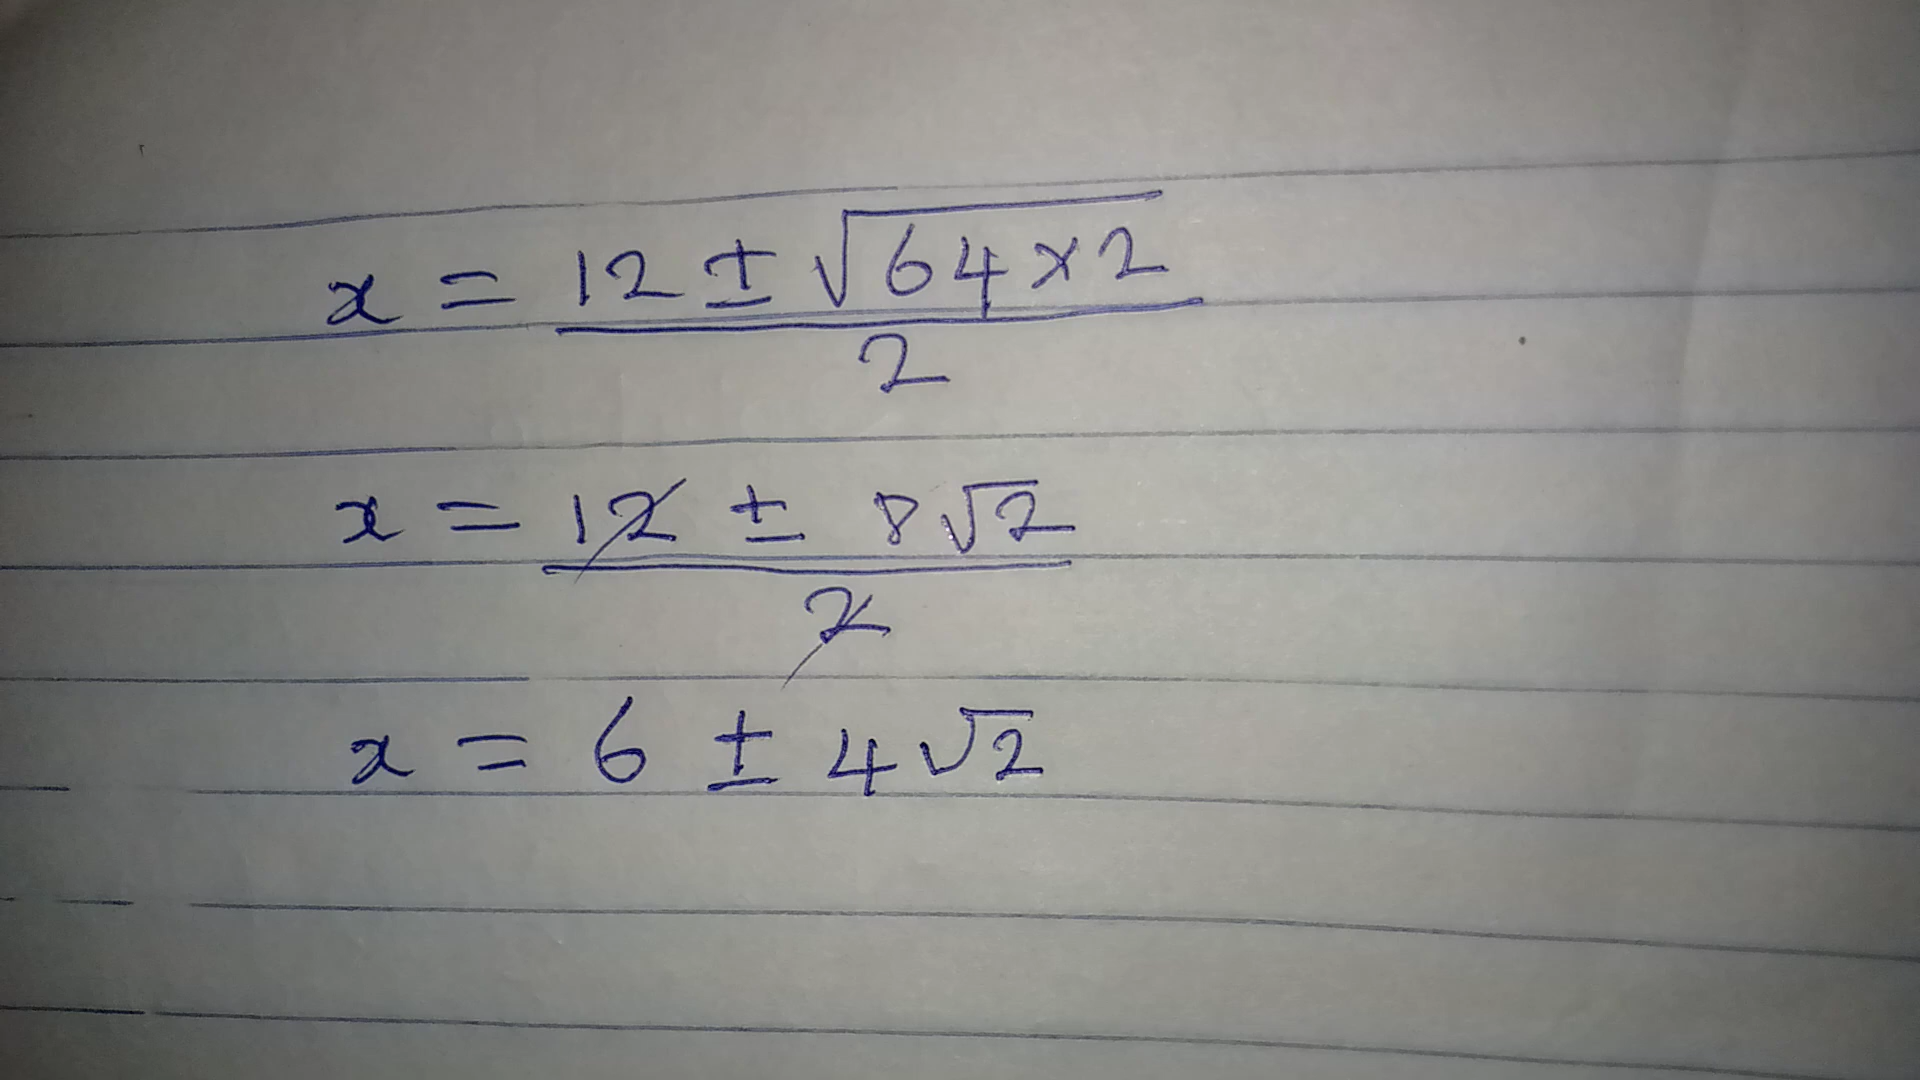 x = 12 ± √64×2
2
x = 12 ± 8√2
2
x = 6 ± 4√2